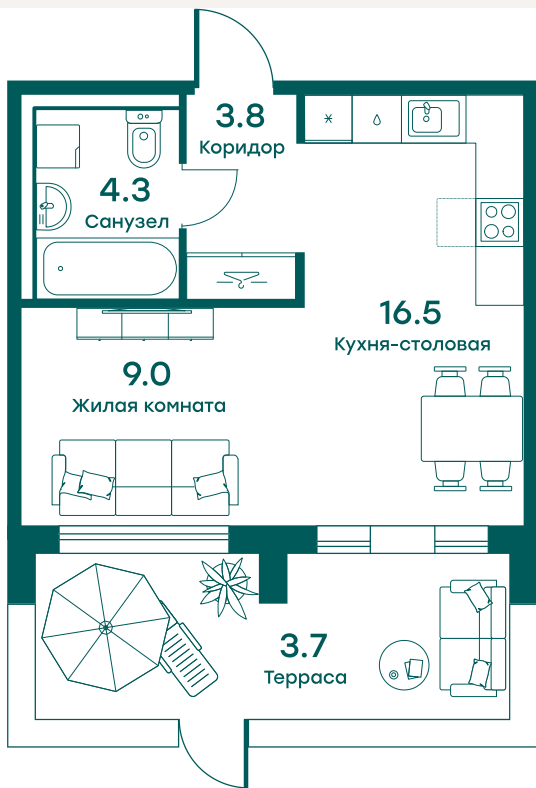 3.8
Коридор
4.3
Санузел
16.5
Кухня-столовая
9.0
Жилая комната
3.7
Терраса